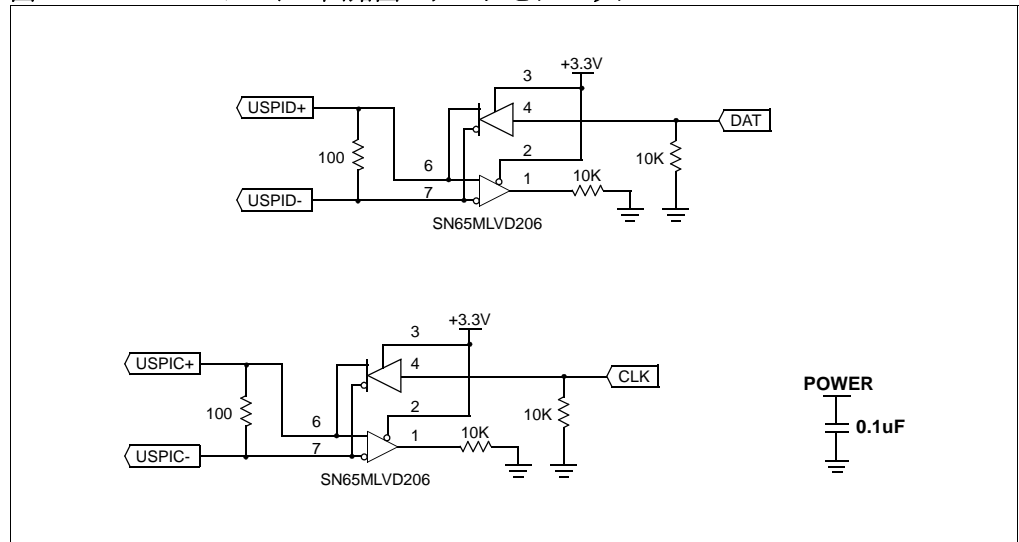 +3.3V
3
USPID+
4
DAT
100
6
2
10K
1
10K
USPID-
7
SN65MLVD206
+3.3V
3
USPIC+
4
CLK
POWER
100
6
2
10K
0.1uF
1
10K
USPIC-
7
SN65MLVD206